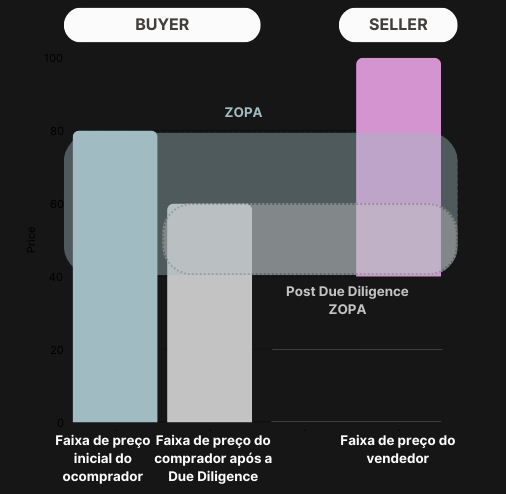 BUYER
SELLER
100
ZOPA
80
60
Price
40
Post Due Diligence
ZOPA
20
0
Faixa de preço
inicial do
ocomprador
Faixa de preço do
comprador após a
Due Diligence
Faixa de preço do
vendedor